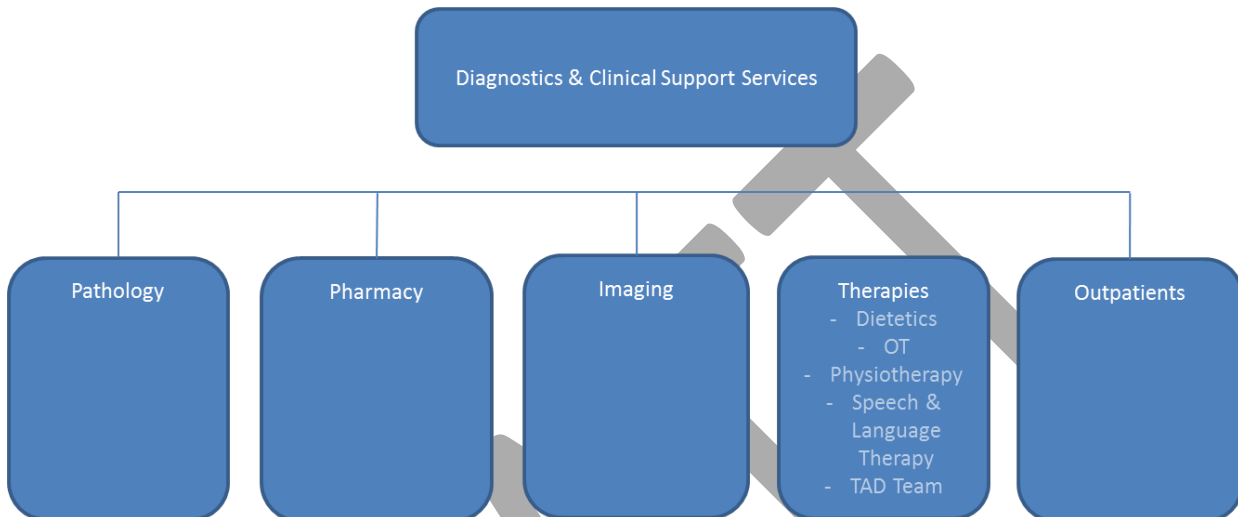 Diagnostics & Clinical Support Services
Pathology
Pharmacy
Imaging
Therapies
- Dietetics
- OT
- Physiotherapy
- Speech &
Language
Therapy
- TAD Team
Outpatients